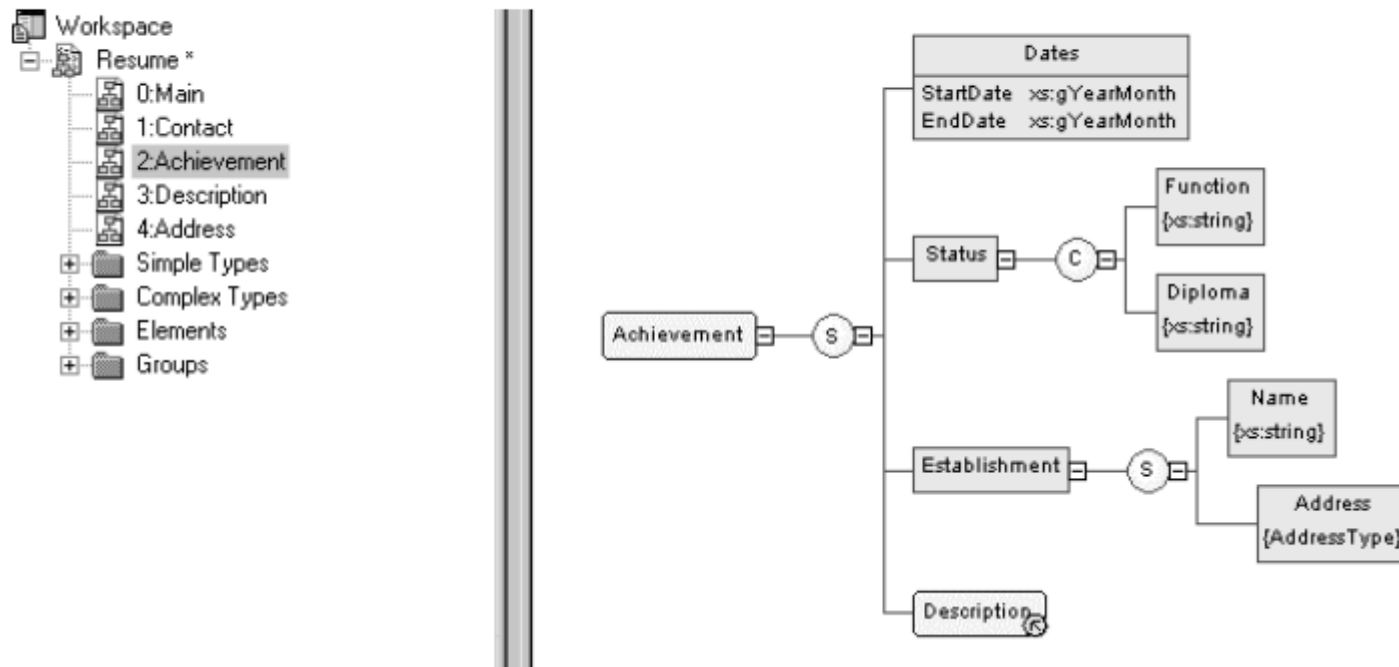 Workspace
Resume *
0:Main
1:Contact
2:Achievement
3:Description
4:Address
Simple Types
Complex Types
Elements
Groups
Achievement
S
Dates
StartDate xs:gYearMonth
EndDate xs:gYearMonth
Status
C
Function
{xs:string}
Diploma
{xs:string}
Establishment
S
Name
{xs:string}
Address
{AddressType}
Description